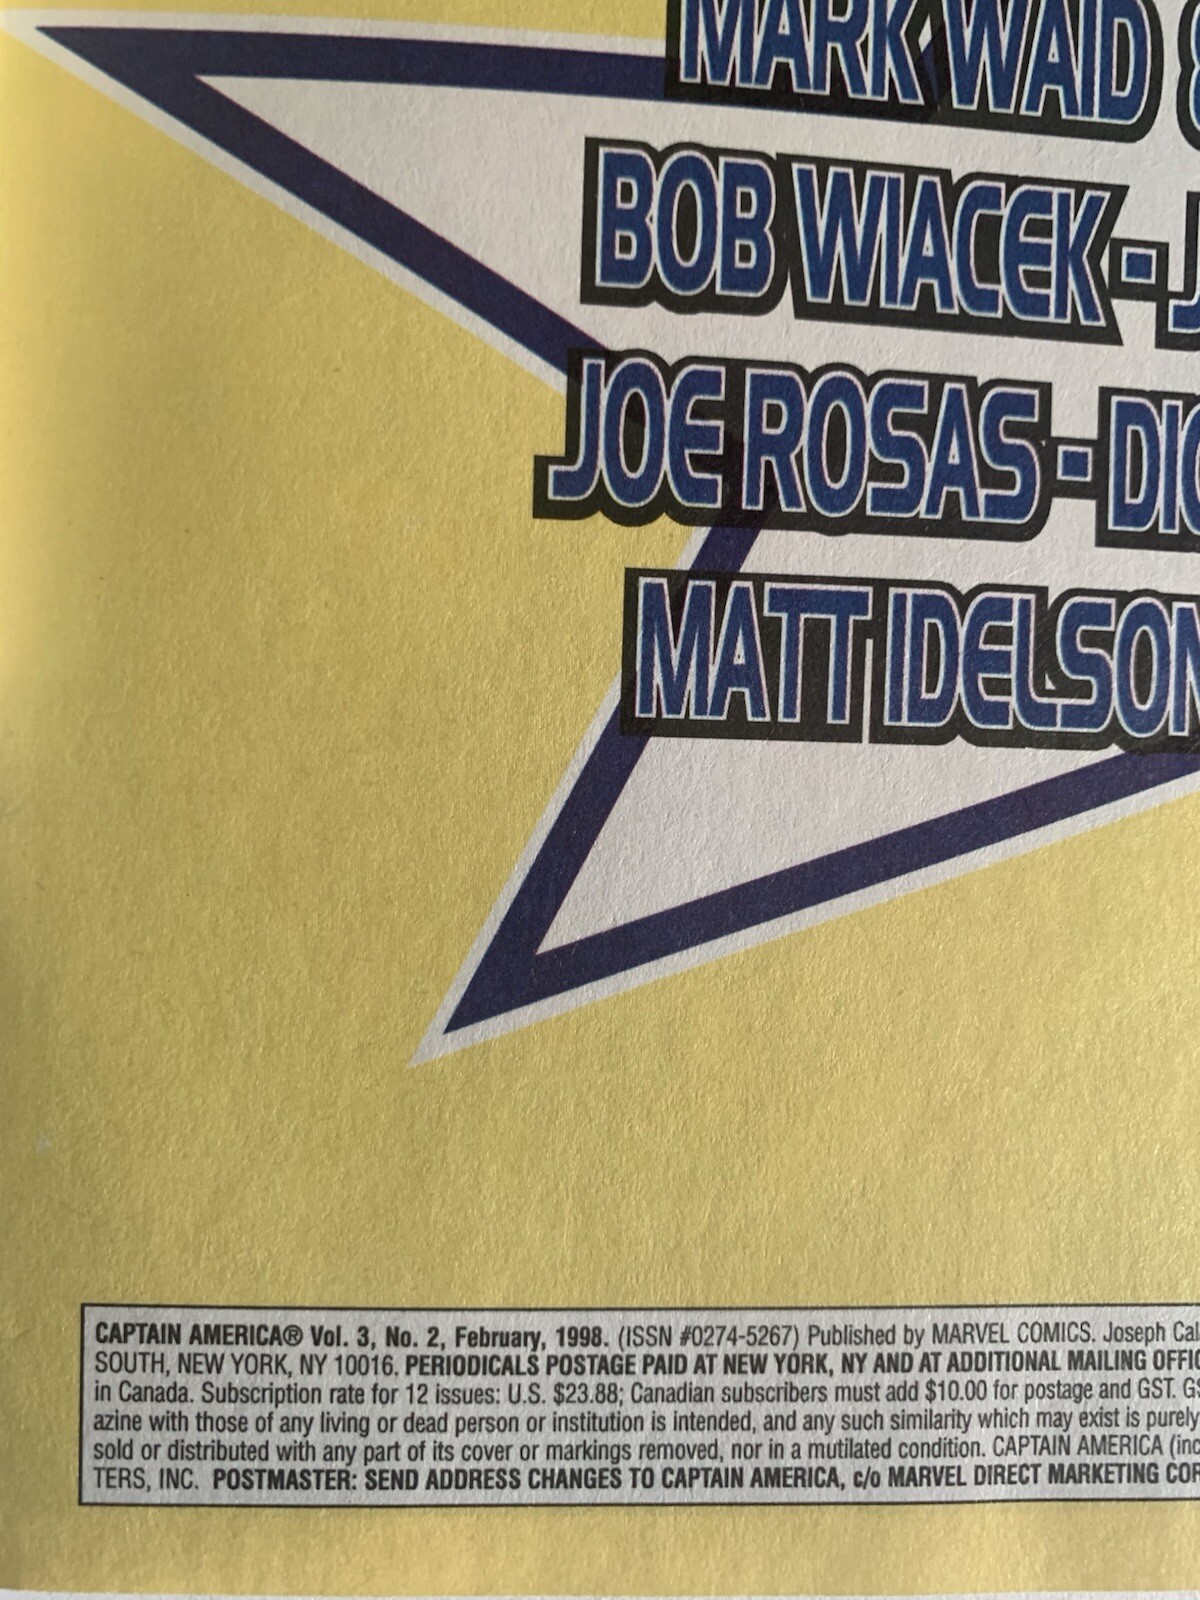 MARK WAID
BOB WIACEK -
JOE ROSAS -
MATT IDELSON
CAPTAIN AMERICA® Vol. 3, No. 2, February, 1998. (ISSN #0274-5267) Published by MARVEL COMICS. Joseph
SOUTH, NEW YORK, NY 10016. PERIODICALS POSTAGE PAID AT NEW YORK, NY AND AT ADDITIONAL MAILING
in Canada. Subscription rate for 12 issues: U.S. $23.88; Canadian subscribers must add $10.00 for postage and GST.
azine with those of any living or dead person or institution is intended, and any such similarity which may exist is purely
sold or distributed with any part of its cover or markings removed, nor in a mutilated condition. CAPTAIN AMERICA
TERS, INC. POSTMASTER: SEND ADDRESS CHANGES TO CAPTAIN AMERICA, c/o MARVEL DIRECT MARKETING